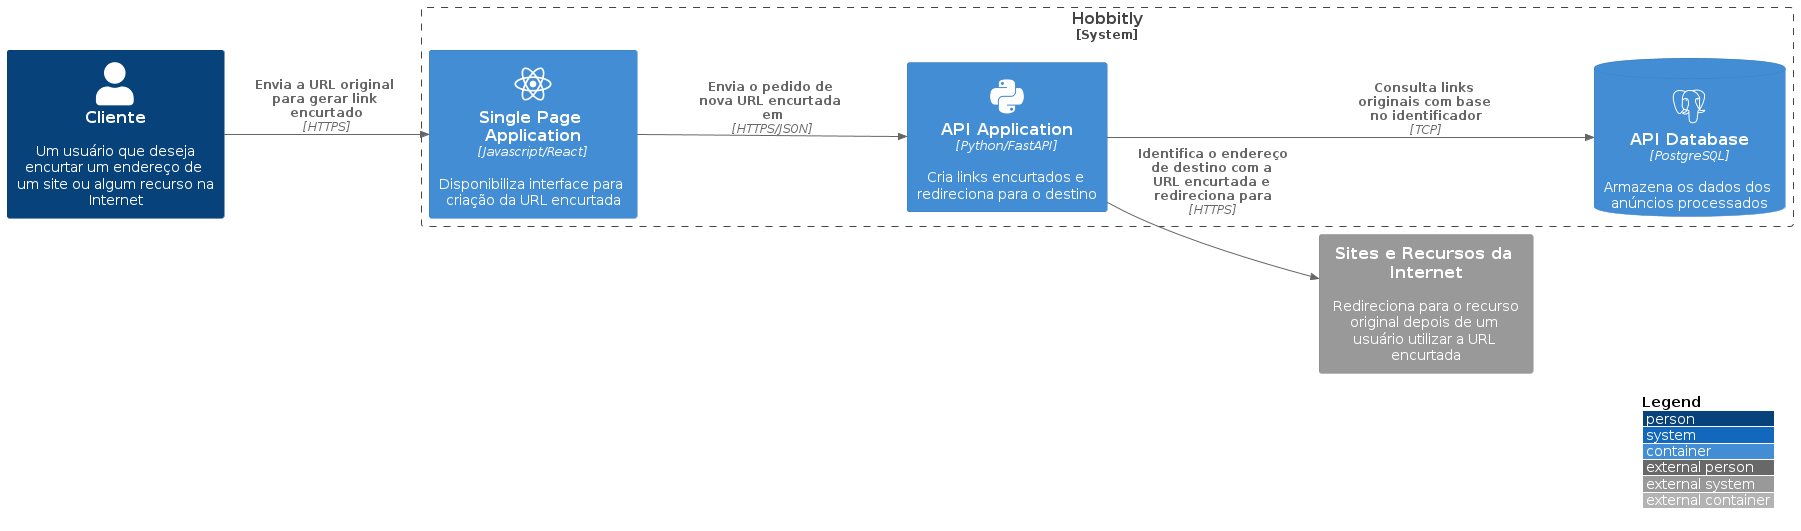 Hobbitly
[System]
Cliente
Um usuário que deseja
encurtar um endereço de
um site ou algum recurso na
Internet
Envia a URL original
para gerar link
encurtado
[HTTPS]
Single Page
Application
[Javascript/React]
Disponibiliza interface para
criação da URL encurtada
Envia o pedido de
nova URL encurtada
em
[HTTPS/JSON]
API Application
[Python/FastAPI]
Cria links encurtados e
redireciona para o destino
Consulta links
originais com base
no identificador
[TCP]
API Database
[PostgreSQL]
Armazena os dados dos
anúncios processados
Identifica o endereço
de destino com a
URL encurtada e
redireciona para
[HTTPS]
Sites e Recursos da
Internet
Redireciona para o recurso
original depois de um
usuário utilizar a URL
encurtada
Legend
person
system
container
external person
external system
external container